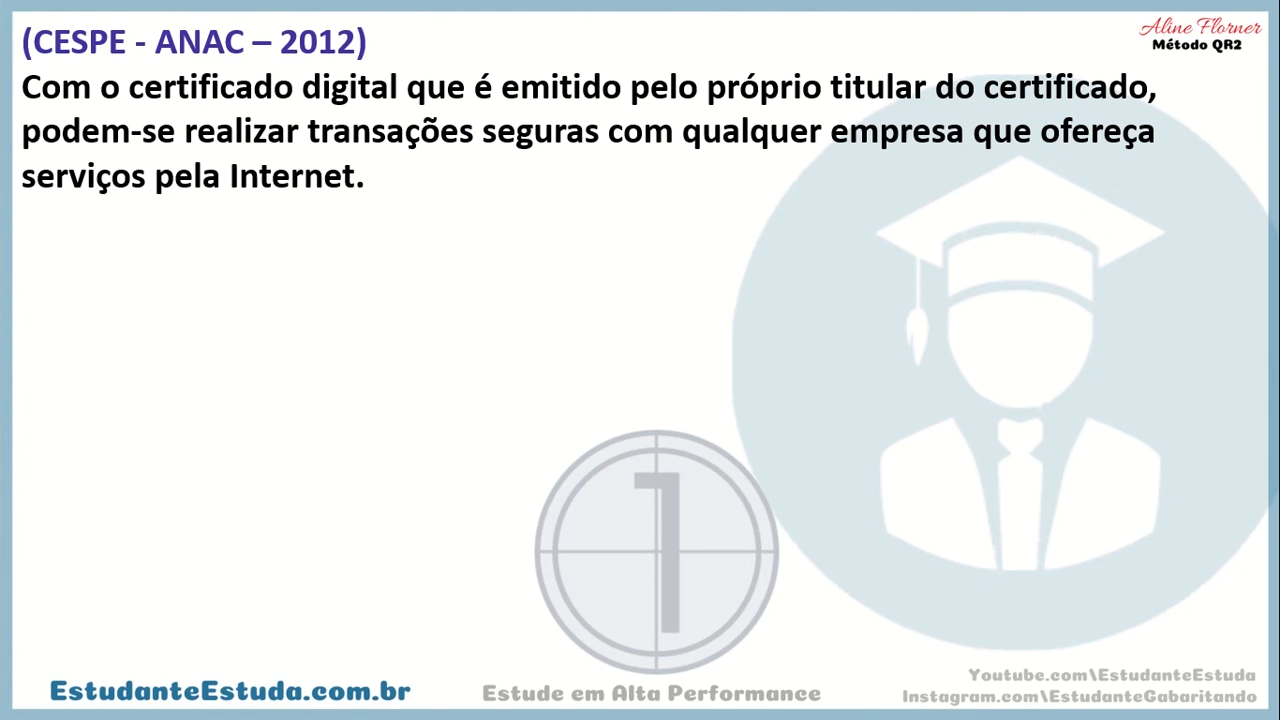 Aline Florner
Método QR2
(CESPE - ANAC – 2012)
Com o certificado digital que é emitido pelo próprio titular do certificado,
podem-se realizar transações seguras com qualquer empresa que ofereça
serviços pela Internet.
1
EstudanteEstuda.com.br
Estude em Alta Performance
Youtube.com\EstudanteEstuda
Instagram.com\EstudanteGabaritando